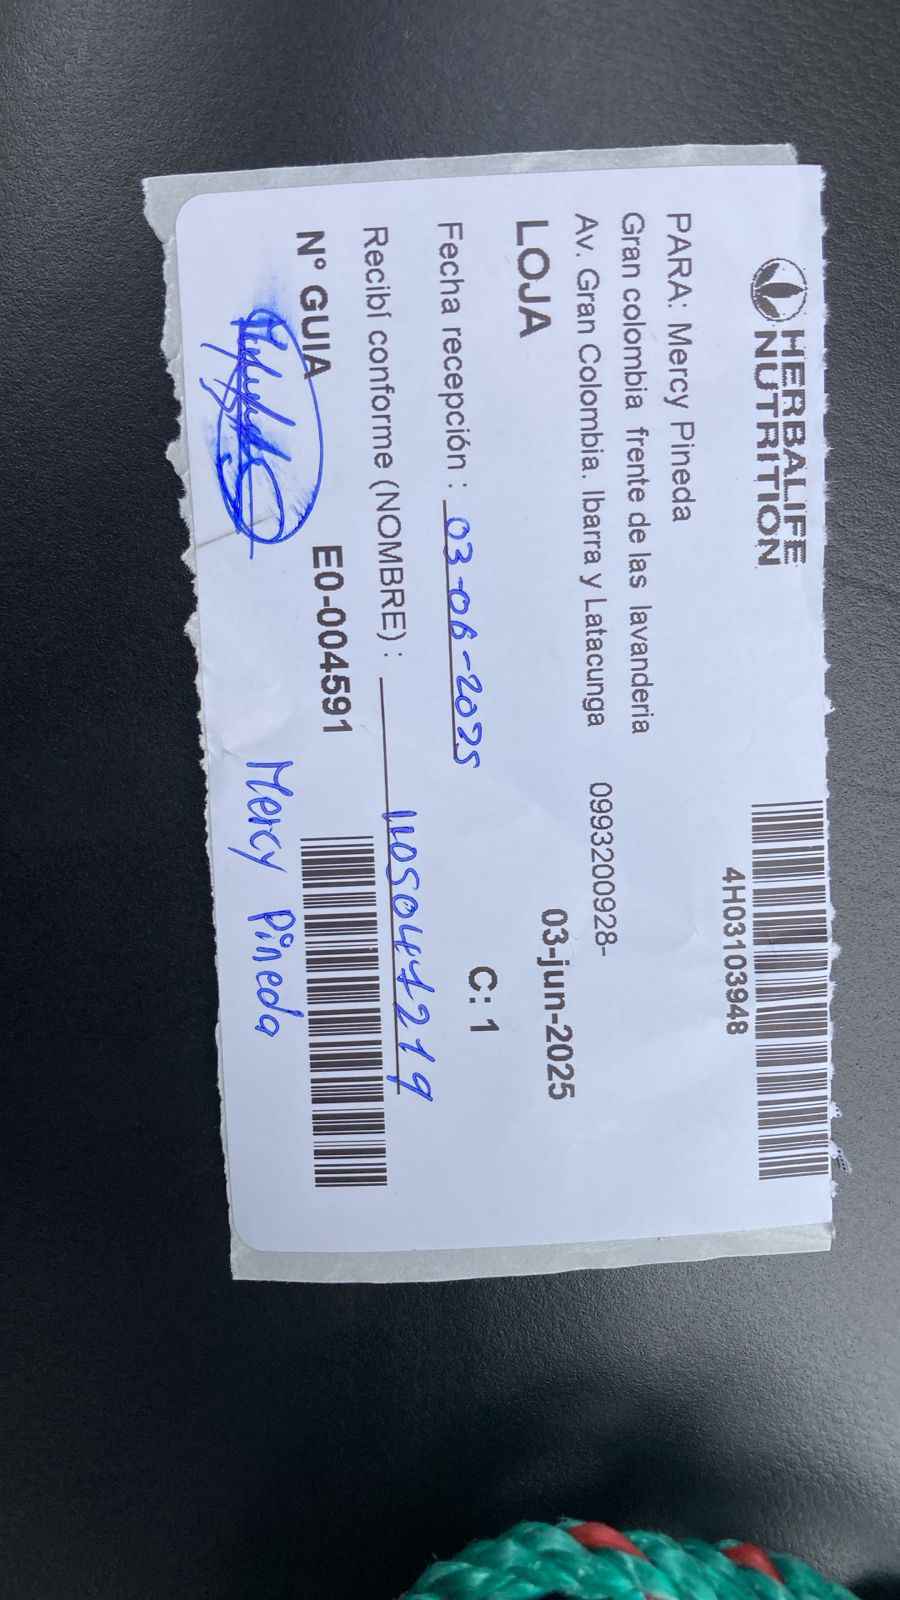 HERBALIFE
NUTRITION
4H03103948
PARA: Mercy Pineda
Gran colombia frente de las lavanderia
Av. Gran Colombia. Ibarra y Latacunga 0993200928-
LOJA 03-jun-2025
Fecha recepción : 03-06-2025 C: 1
Recibí conforme (NOMBRE) : 1105047219
N° GUIA E0-004591
Mercy Pineda